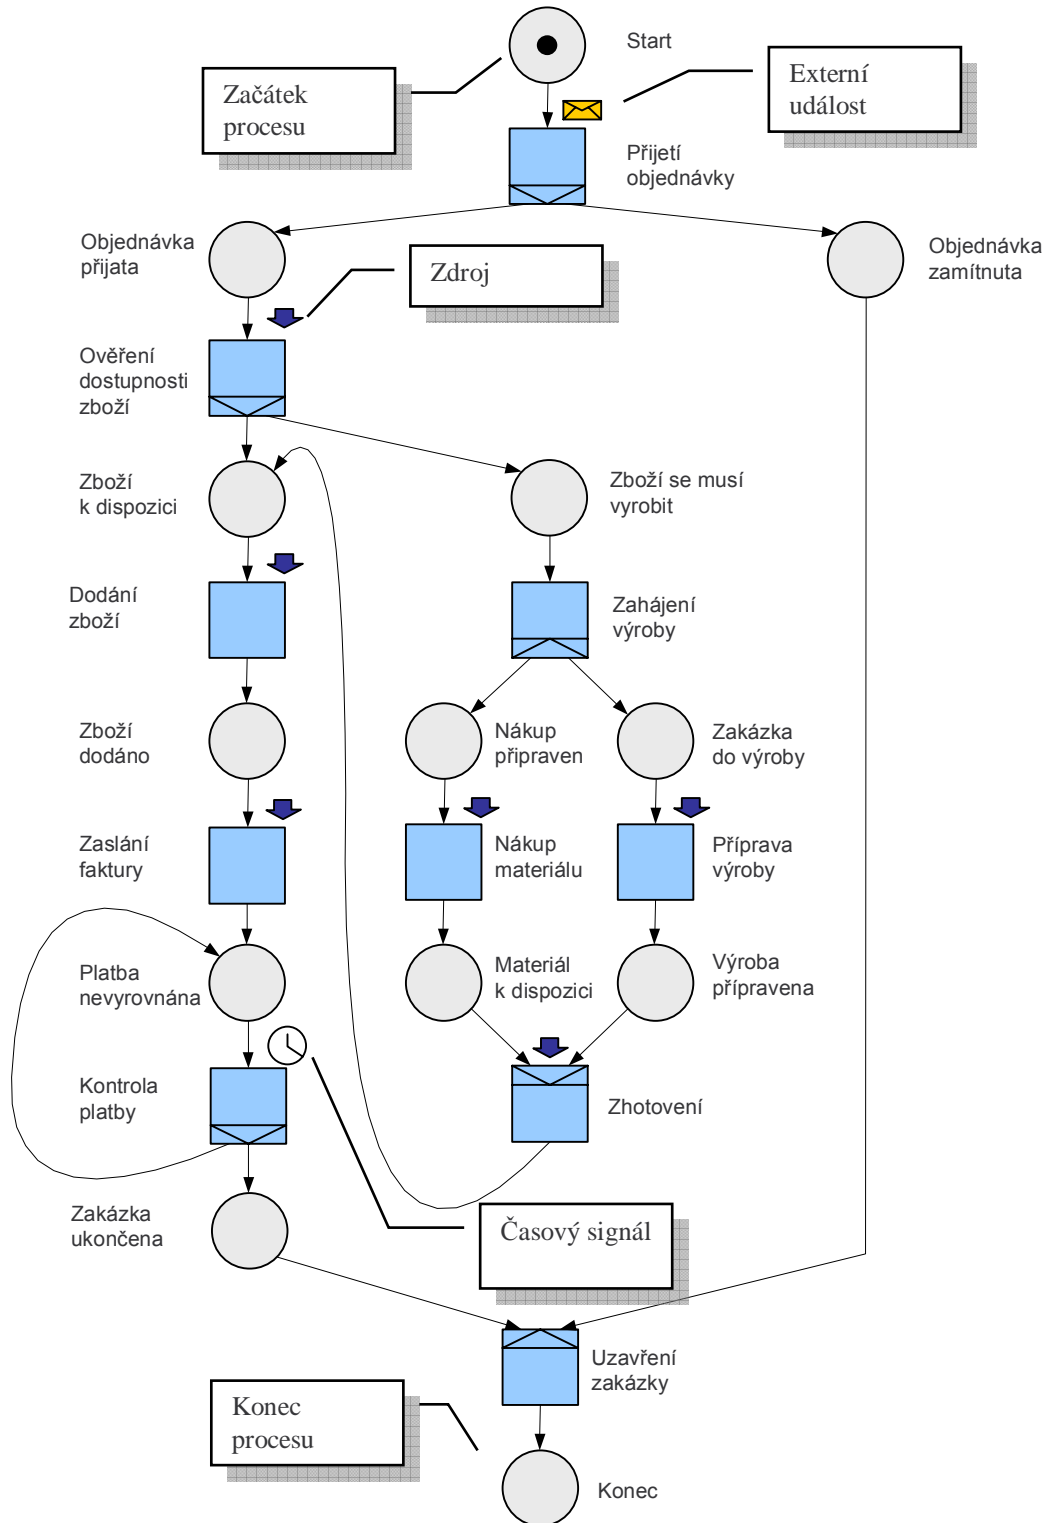 Start
Začátek
procesu
Externí
událost
Přijetí
objednávky
Objednávka
přijata
Zdroj
Objednávka
zamítnuta
Ověření
dostupnosti
zboží
Zboží
k dispozici
Zboží se musí
vyrobit
Dodání
zboží
Zahájení
výroby
Zboží
dodáno
Nákup
připraven
Zakázka
do výroby
Zaslání
faktury
Nákup
materiálu
Příprava
výroby
Platba
nevyrovnána
Materiál
k dispozici
Výroba
přípravena
Kontrola
platby
Zhotovení
Zakázka
ukončena
Časový signál
Uzavření
zakázky
Konec
procesu
Konec